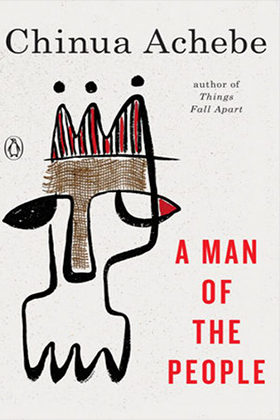 Chinua Achebe
author of
Things
Fall Apart
A MAN
OF
THE
PEOPLE